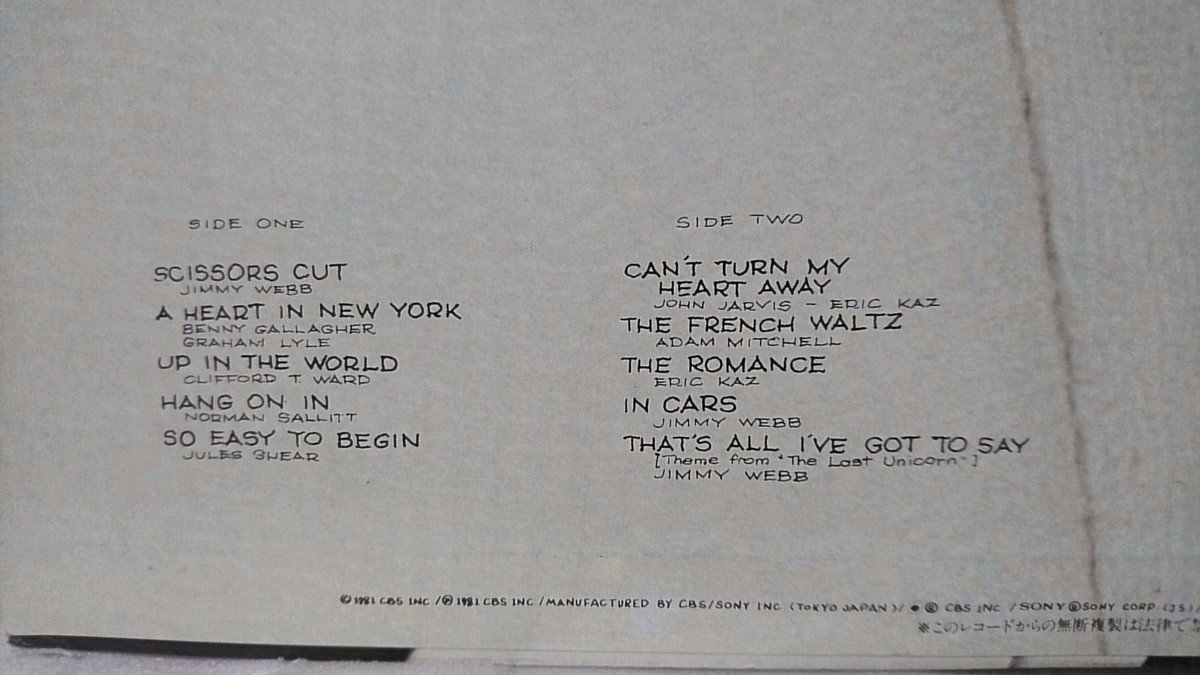 SIDE ONE
SCISSORS CUT
JIMMY WEBB
A HEART IN NEW YORK
BENNY GALLAGHER
GRAHAM LYLE
UP IN THE WORLD
CLIFFORD T. WARD
HANG ON IN
NORMAN SALLITT
SO EASY TO BEGIN
JULES SHEAR
SIDE TWO
CAN'T TURN MY
HEART AWAY
JOHN JARVIS - ERIC KAZ
THE FRENCH WALTZ
ADAM MITCHELL
THE ROMANCE
ERIC KAZ
IN CARS
JIMMY WEBB
THAT'S ALL I'VE GOT TO SAY
[Theme from "The Last Unicorn"]
JIMMY WEBB
© 1981 CBS INC / ℗ 1981 CBS INC / MANUFACTURED BY CBS/SONY INC (TOKYO JAPAN) / ● ® CBS INC / SONY ® SONY CORP (JS) /
※このレコードからの無断複製は法律で禁